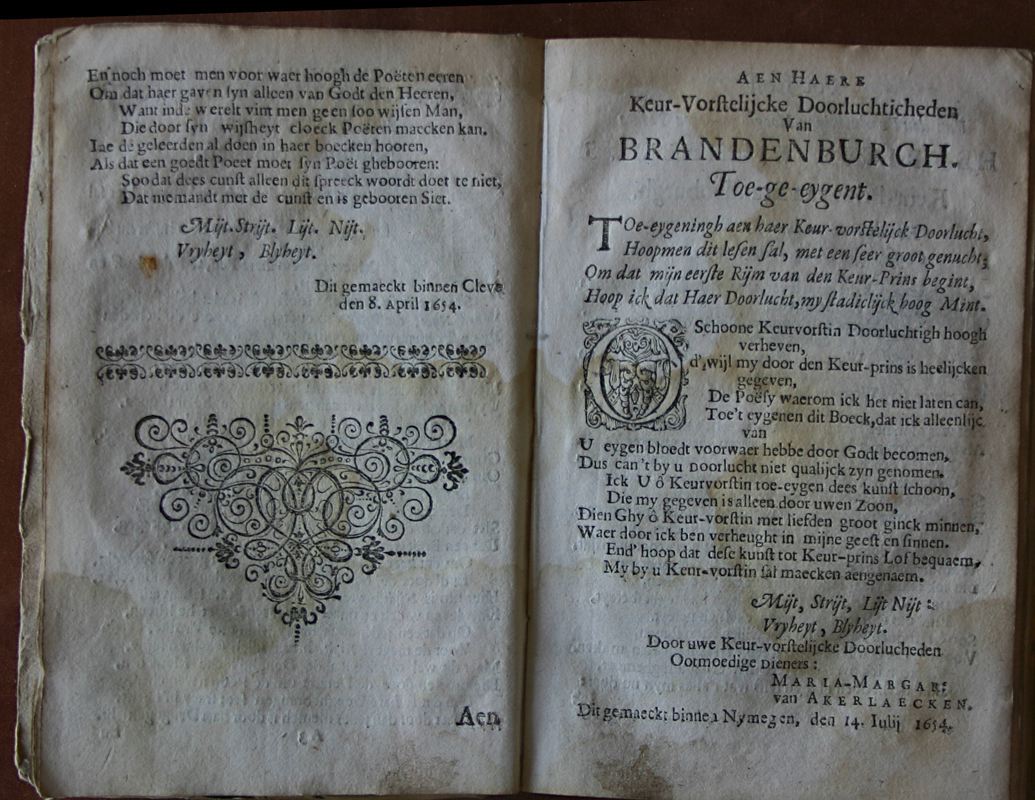 En noch moet men voor waer hoogh de Poëten eeren
Om dat haer gaven syn alleen van Godt den Heeren,
Want inde werelt vint men geen soo wijsen Man,
Die door syn wijsheyt cloeck Poëten maecken kan.
Iae de geleerden al doen in haer boecken hooren,
Als dat een goedt Poeet moet syn Poët ghebooren:
Soo dat dees cunst alleen dit spreeck woordt doet te niet,
Dat niemandt met de cunst en is gebooren Siet.
Mijt. Strijt. Lijt. Nijt.
Vryheyt, Blyheyt.
Dit gemaeckt binnen Cleve
den 8. April 1654.
Aen
AEN HAERE
Keur-Vorstelijcke Doorluchticheden
Van
BRANDENBURCH.
Toe-ge-eygent.
TOe-eygeningh aen haer Keur-vorstelijck Doorlucht,
Hoopmen dit lesen sal, met een seer groot genucht;
Om dat mijn eerste Rijm van den Keur-Prins begint,
Hoop ick dat Haer Doorlucht, my stadiclijck hoog Mint.
O Schoone Keurvorstin Doorluchtigh hoogh
verheven,
d'wijl my door den Keur-prins is heelijcken
gegeven,
De Poësy waerom ick het niet laten can,
Toe't eygenen dit Boeck, dat ick alleenlijc
van
U eygen bloedt voorwaer hebbe door Godt becomen,
Dus can't by u Doorlucht niet qualijck zyn genomen.
Ick U ô Keurvorstin toe-eygen dees kunst schoon,
Die my gegeven is alleen door uwen Zoon,
Dien Ghy ô Keur-vorstin met liefden groot ginck minnen,
Waer door ick ben verheught in mijne geest en sinnen.
End' hoop dat dese kunst tot Keur-prins Lof bequaem,
My by u Keur-vorstin sal maecken aengenaem.
Mijt, Strijt, Lijt Nijt:
Vryheyt, Blyheyt.
Door uwe Keur-vorstelijcke Doorlucheden
Ootmoedige Dieners:
MARIA-MARGAR:
van AKERLAECKEN.
Dit gemaeckt binnen Nymegen, den 14. Iulij 1654.